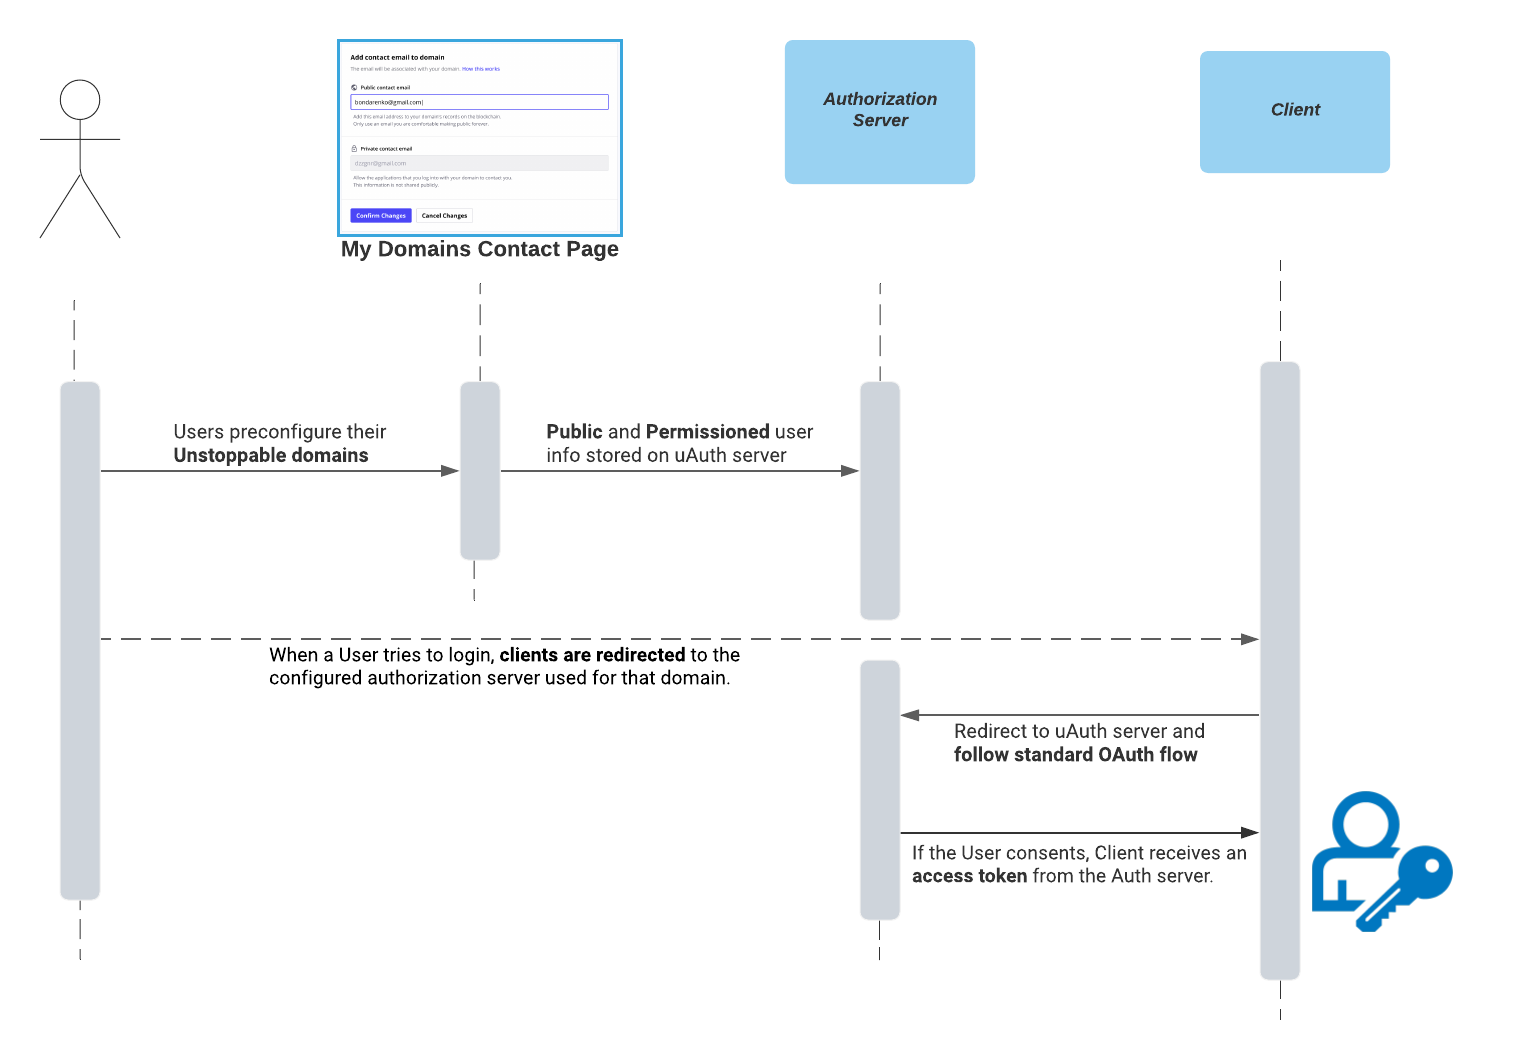 Add contact email to domain
The email will be associated with your domain. How this works
Public contact email
bondarenko@gmail.com
Add this email address to your domain's records on the blockchain.
Only use an email you are comfortable making public forever.
Private contact email
dzzgnr@gmail.com
Allow the applications that you log into with your domain to contact you.
This information is not shared publicly.
Confirm Changes
Cancel Changes
My Domains Contact Page
Authorization
Server
Client
Users preconfigure their
Unstoppable domains
Public and Permissioned user
info stored on uAuth server
When a User tries to login, clients are redirected to the
configured authorization server used for that domain.
Redirect to uAuth server and
follow standard OAuth flow
If the User consents, Client receives an
access token from the Auth server.